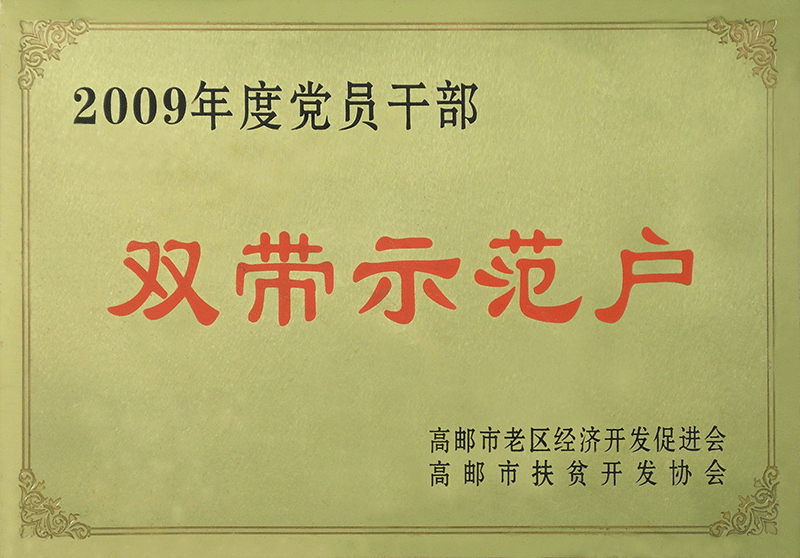 2009年度党员干部
双带示范户
高邮市老区经济开发促进会
高邮市扶贫开发协会